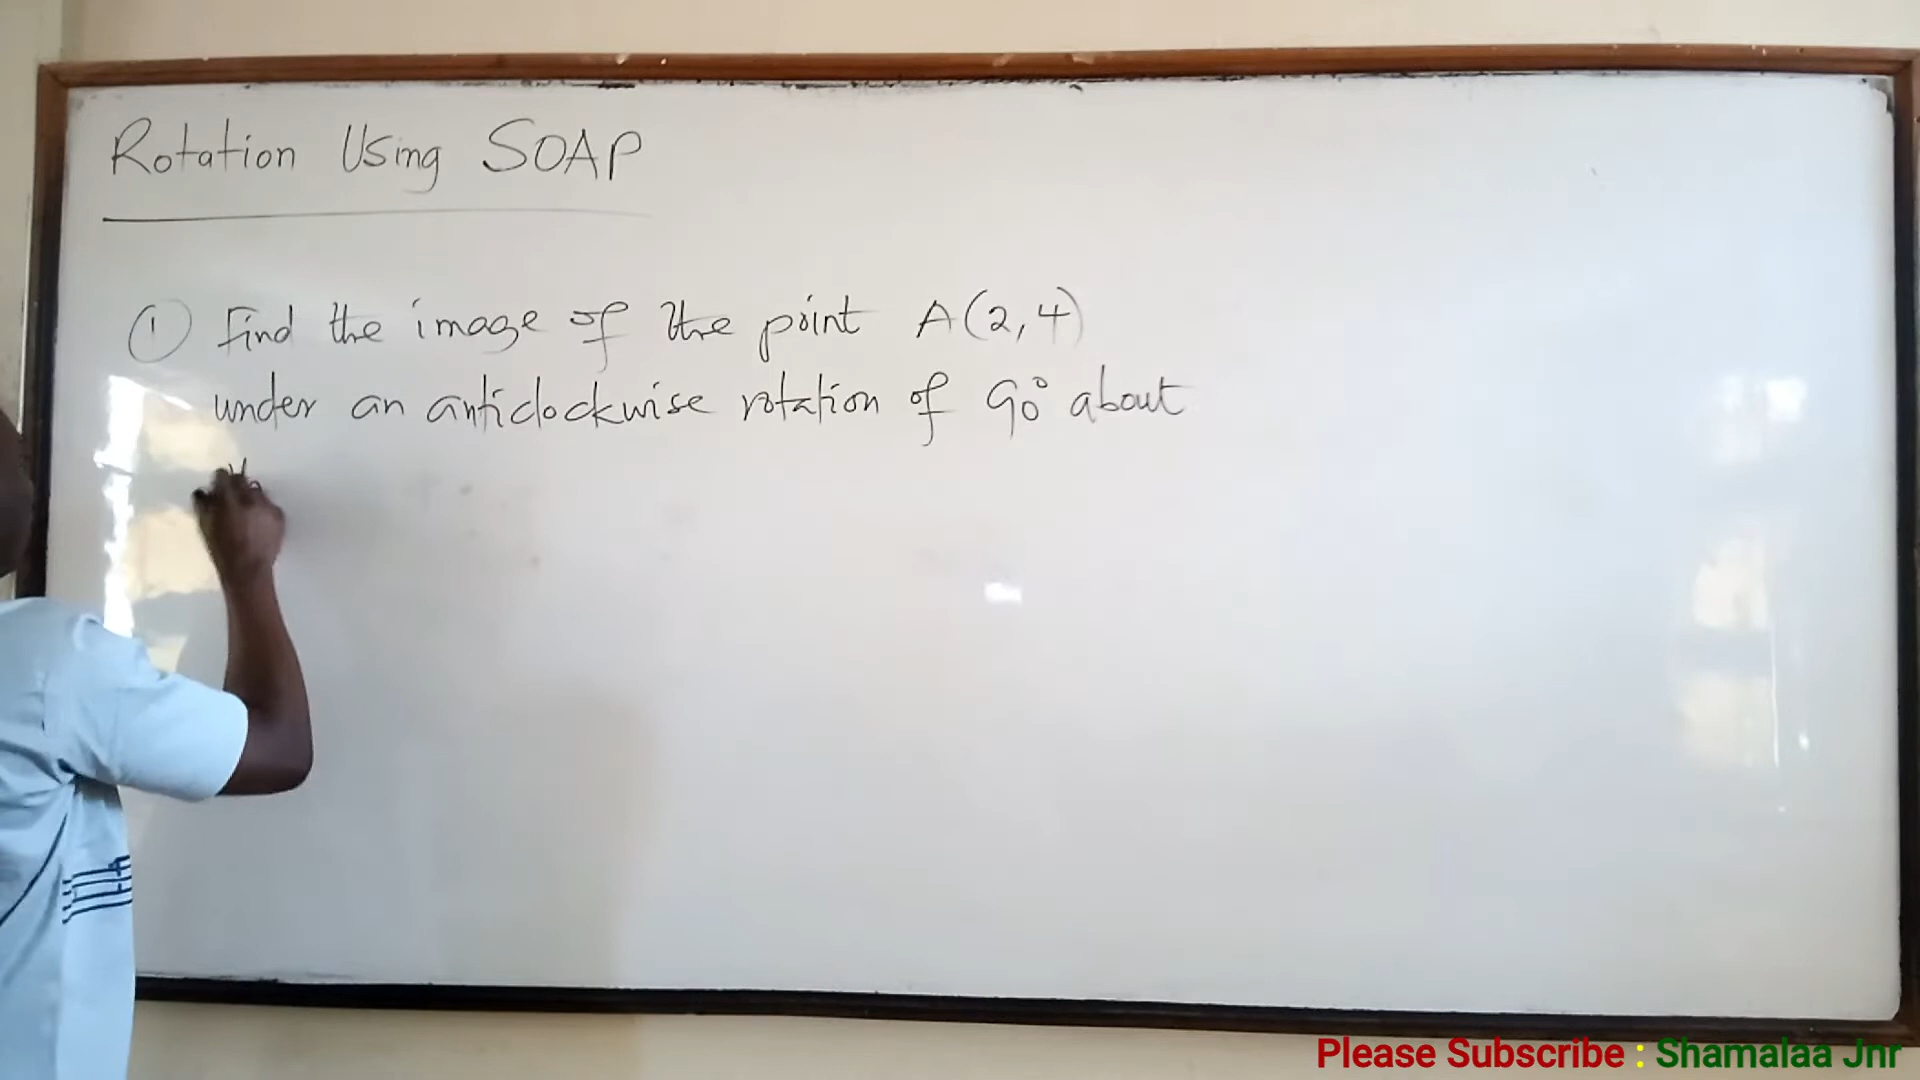 Rotation Using SOAP
① Find the image of the point A(2,4)
under an anticlockwise rotation of 90° about
Please Subscribe : Shamalaa Jnr